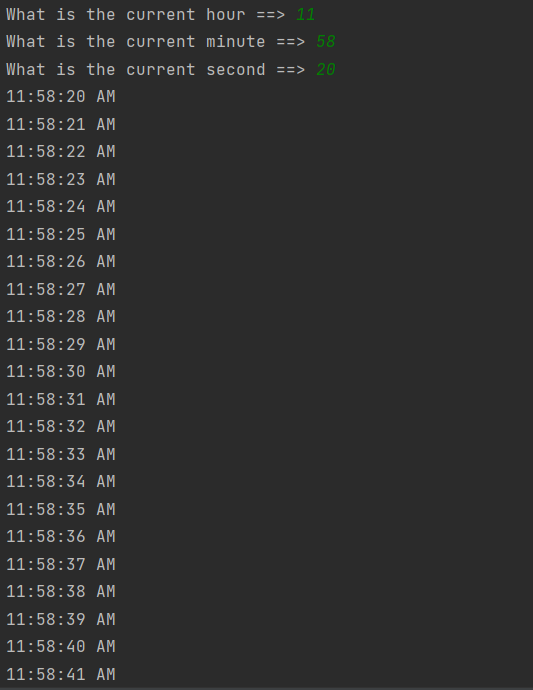 What is the current hour ==> 11
What is the current minute ==> 58
What is the current second ==> 20
11:58:20 AM
11:58:21 AM
11:58:22 AM
11:58:23 AM
11:58:24 AM
11:58:25 AM
11:58:26 AM
11:58:27 AM
11:58:28 AM
11:58:29 AM
11:58:30 AM
11:58:31 AM
11:58:32 AM
11:58:33 AM
11:58:34 AM
11:58:35 AM
11:58:36 AM
11:58:37 AM
11:58:38 AM
11:58:39 AM
11:58:40 AM
11:58:41 AM